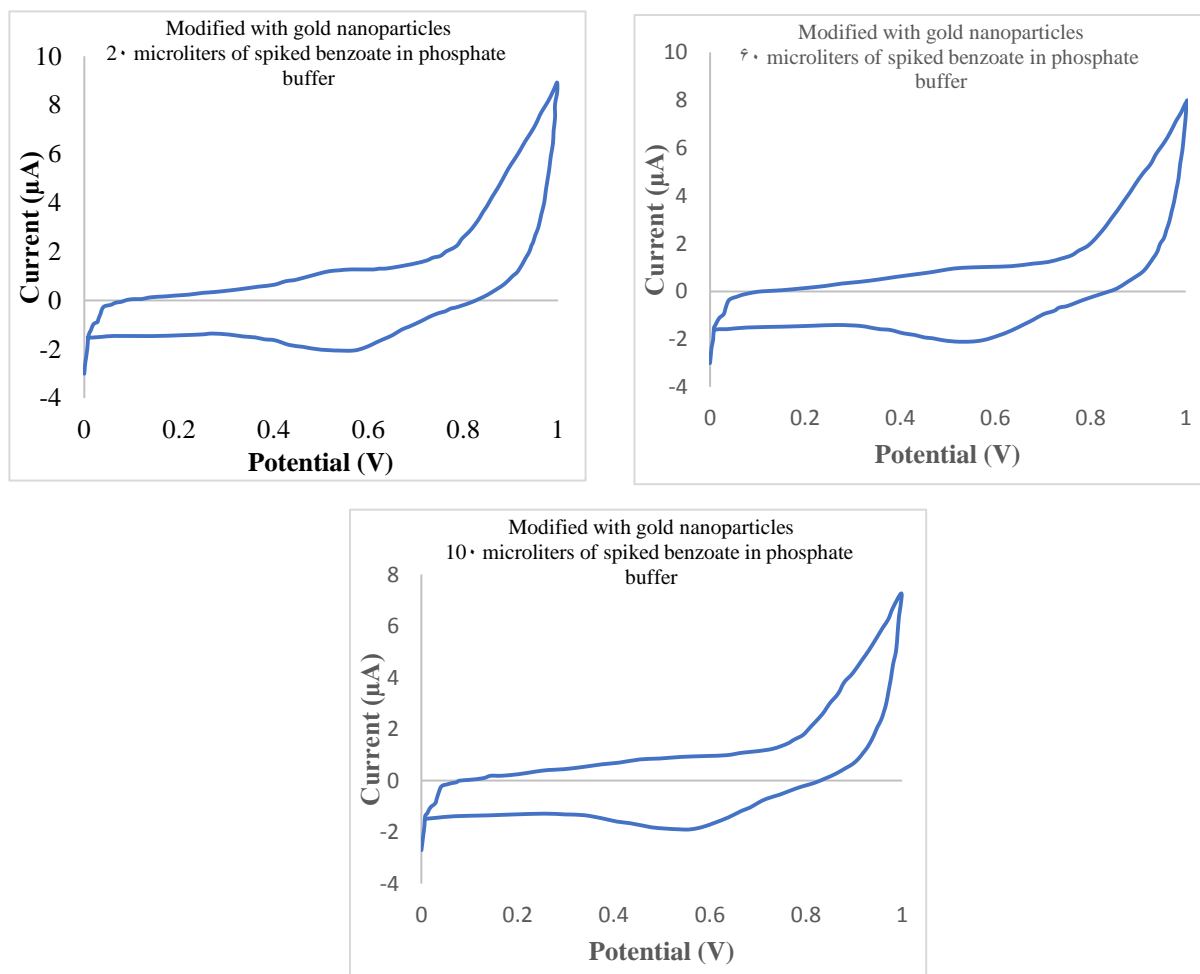 Modified with gold nanoparticles
2۰ microliters of spiked benzoate in phosphate
buffer
Current (µA)
10
8
6
4
2
0
-2
-4
0 0.2 0.4 0.6 0.8 1
Potential (V)
Modified with gold nanoparticles
۶۰ microliters of spiked benzoate in phosphate
buffer
Current (µA)
10
8
6
4
2
0
-2
-4
0 0.2 0.4 0.6 0.8 1
Potential (V)
Modified with gold nanoparticles
10۰ microliters of spiked benzoate in phosphate
buffer
Current (µA)
8
6
4
2
0
-2
-4
0 0.2 0.4 0.6 0.8 1
Potential (V)